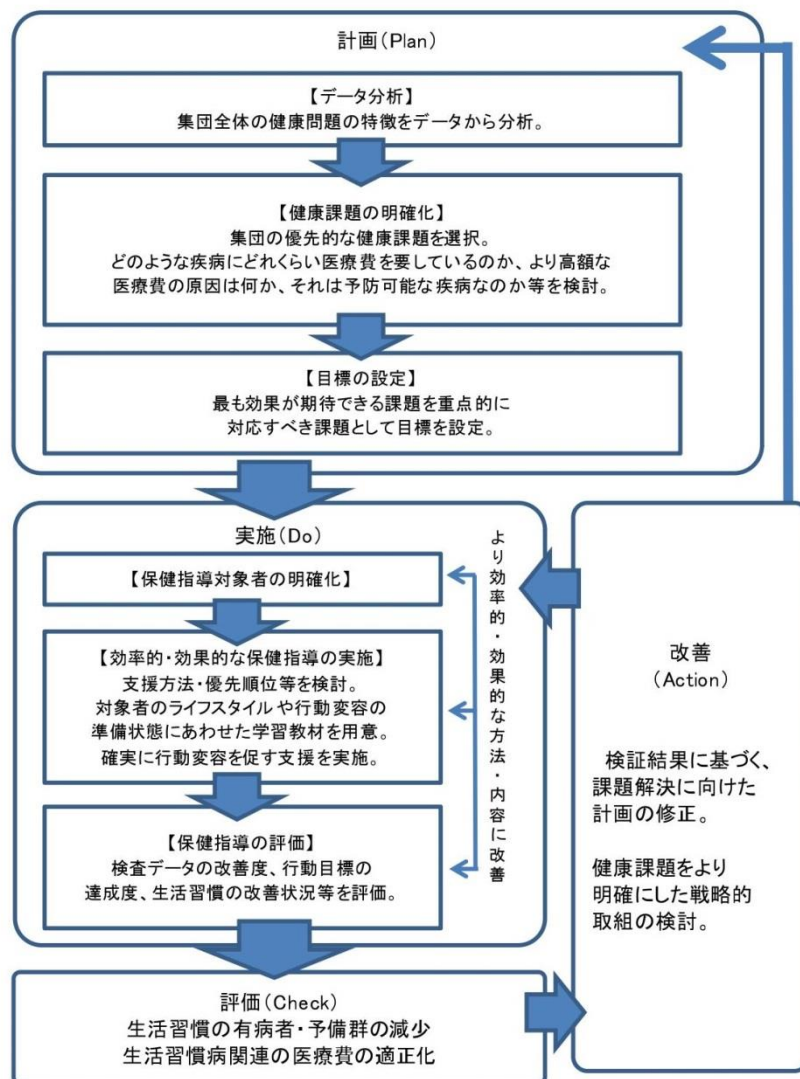 計画(Plan)
【データ分析】
集団全体の健康問題の特徴をデータから分析。
【健康課題の明確化】
集団の優先的な健康課題を選択。
どのような疾病にどれくらい医療費を要しているのか、より高額な
医療費の原因は何か、それは予防可能な疾病なのか等を検討。
【目標の設定】
最も効果が期待できる課題を重点的に
対応すべき課題として目標を設定。
実施(Do)
【保健指導対象者の明確化】
【効率的・効果的な保健指導の実施】
支援方法・優先順位等を検討。
対象者のライフスタイルや行動変容の
準備状態にあわせた学習教材を用意。
確実に行動変容を促す支援を実施。
【保健指導の評価】
検査データの改善度、行動目標の
達成度、生活習慣の改善状況等を評価。
より効率的・効果的な方法・内容に改善
評価(Check)
生活習慣の有病者・予備群の減少
生活習慣病関連の医療費の適正化
改善
(Action)
検証結果に基づく、
課題解決に向けた
計画の修正。
健康課題をより
明確にした戦略的
取組の検討。